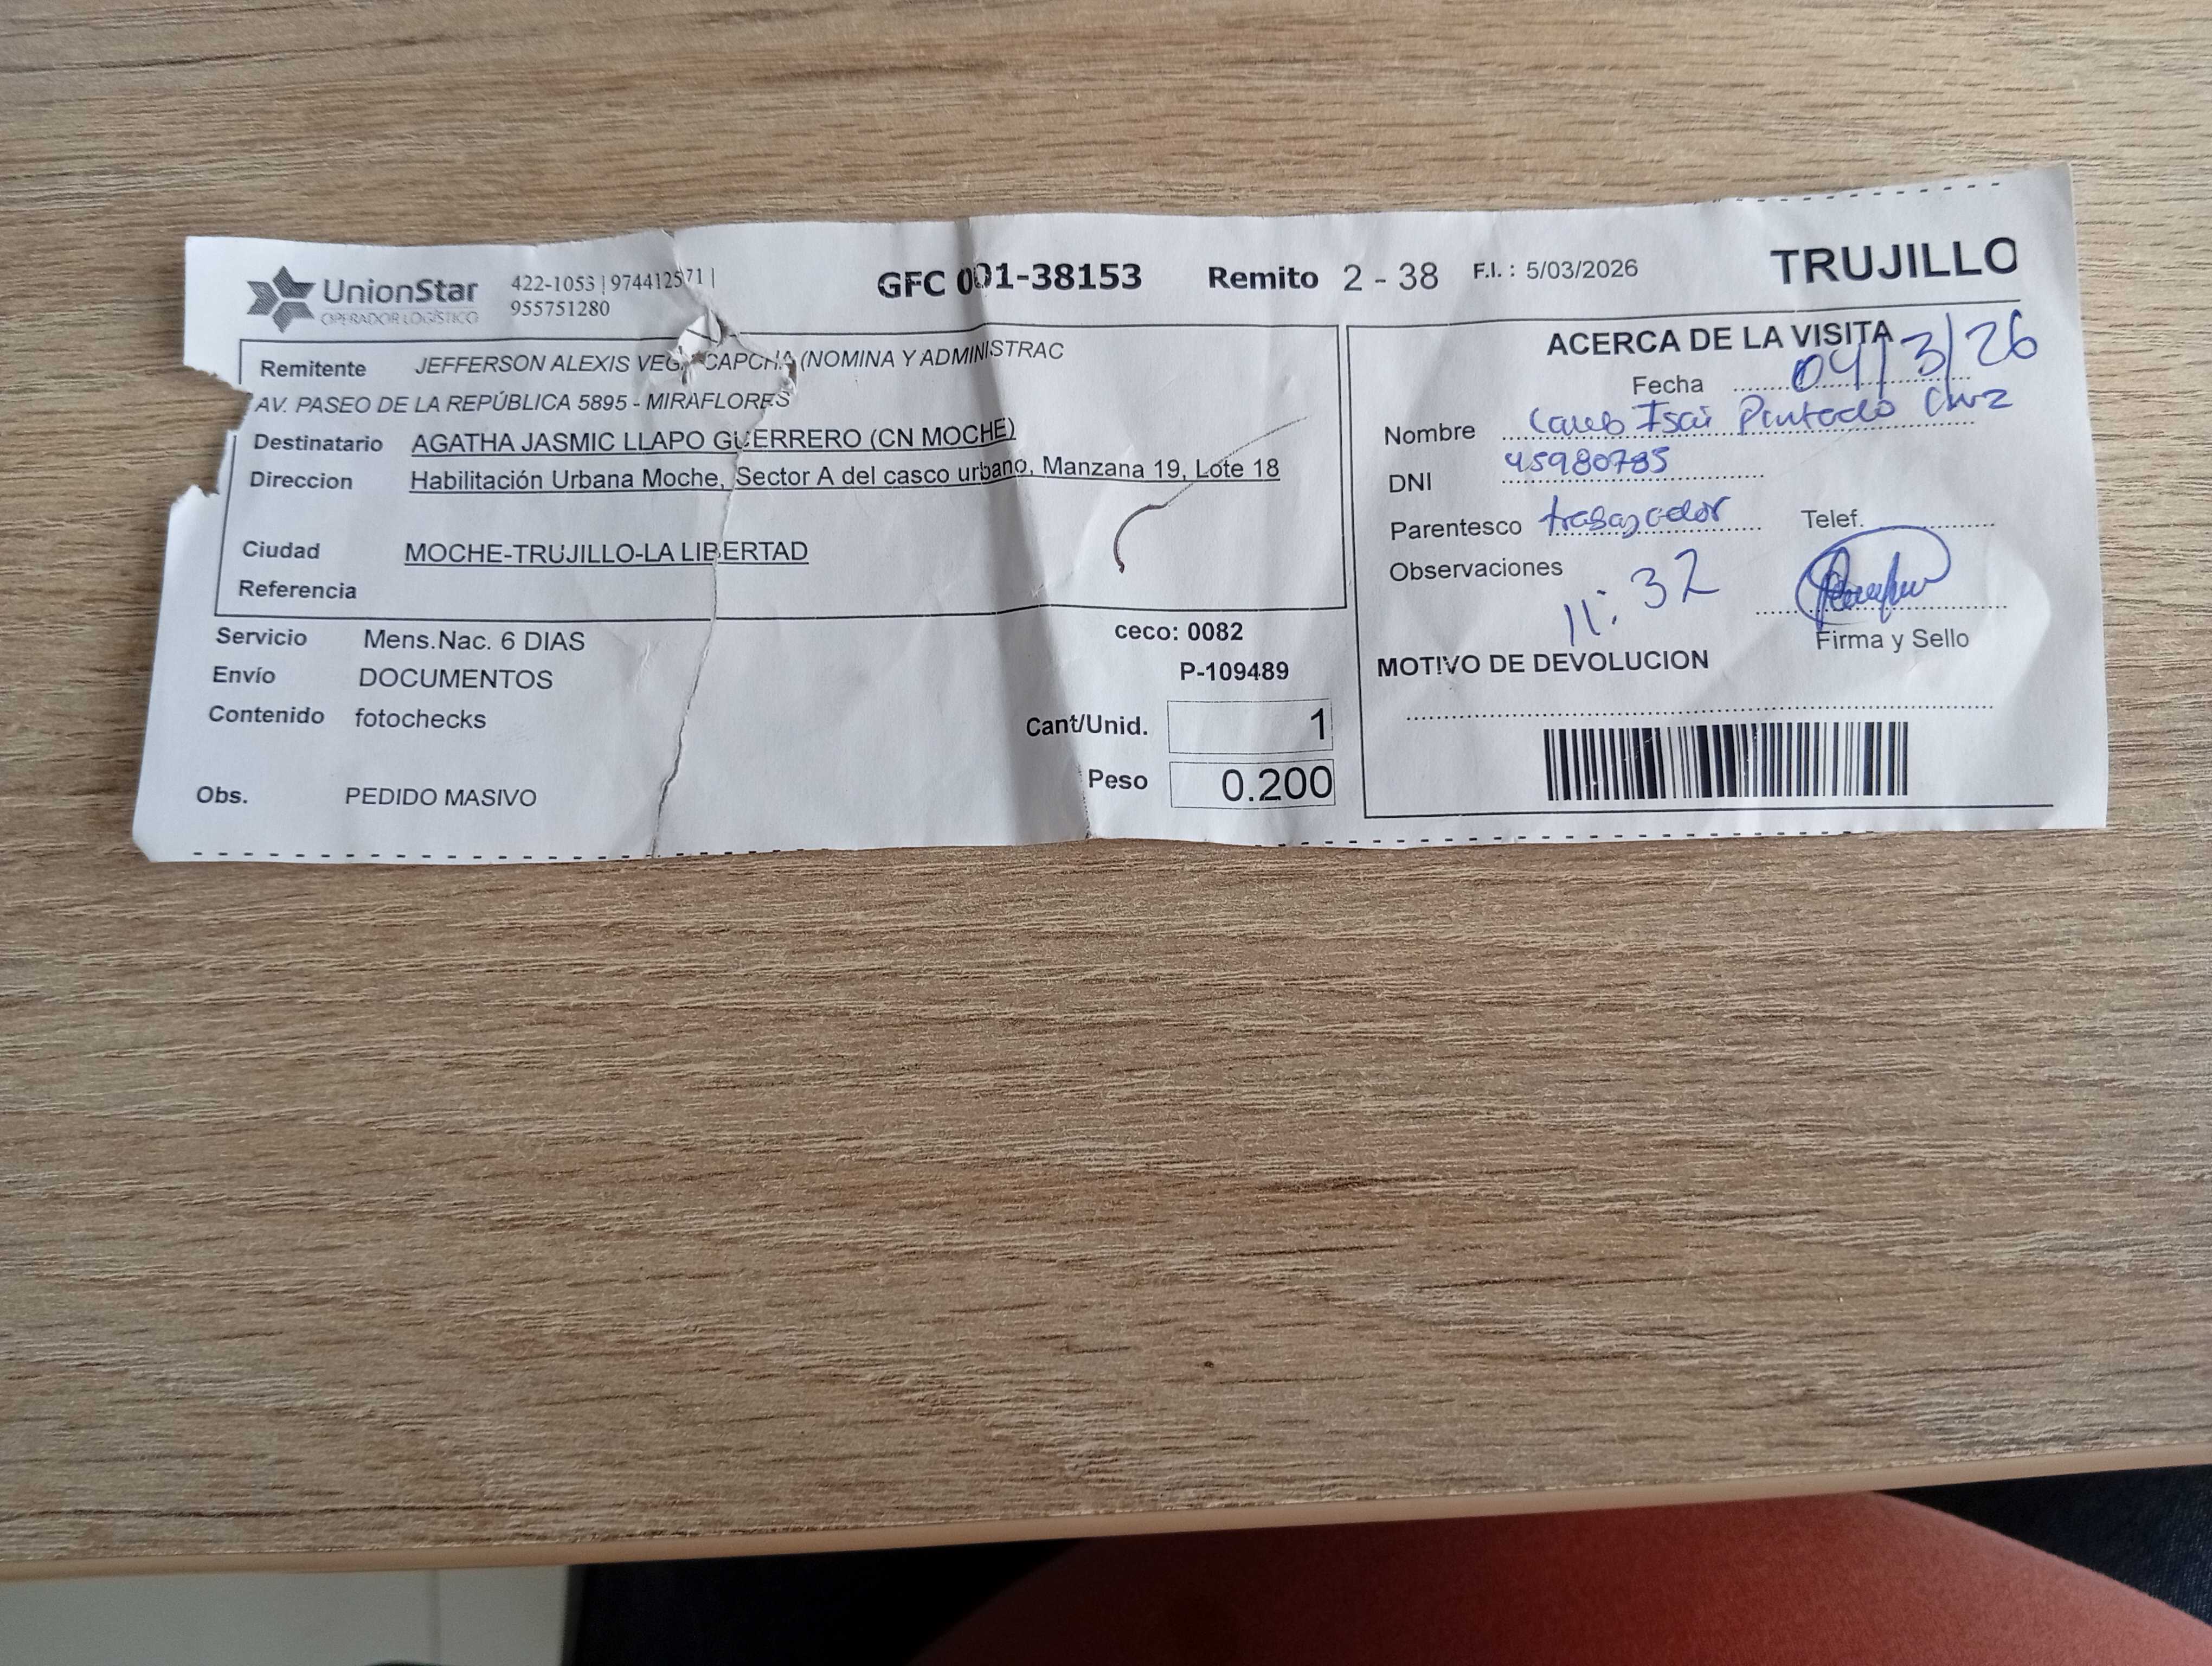 UnionStar
OPERADOR LOGÍSTICO
422-1053 | 974412571 |
955751280
GFC 001-38153 Remito 2 - 38 F.I. : 5/03/2026 TRUJILLO
Remitente JEFFERSON ALEXIS VEGA CAPCHA (NOMINA Y ADMINISTRAC
AV. PASEO DE LA REPÚBLICA 5895 - MIRAFLORES
Destinatario AGATHA JASMIC LLAPO GUERRERO (CN MOCHE)
Direccion Habilitación Urbana Moche, Sector A del casco urbano, Manzana 19, Lote 18
Ciudad MOCHE-TRUJILLO-LA LIBERTAD
Referencia
Servicio Mens.Nac. 6 DIAS
Envío DOCUMENTOS
Contenido fotochecks
Obs. PEDIDO MASIVO
ceco: 0082
P-109489
Cant/Unid. 1
Peso 0.200
ACERCA DE LA VISITA
Fecha 04/3/26
Nombre Caleb Isai Pintado Cruz
DNI 45980785
Parentesco trabajador Telef.
Observaciones 11:32
Firma y Sello
MOTIVO DE DEVOLUCION